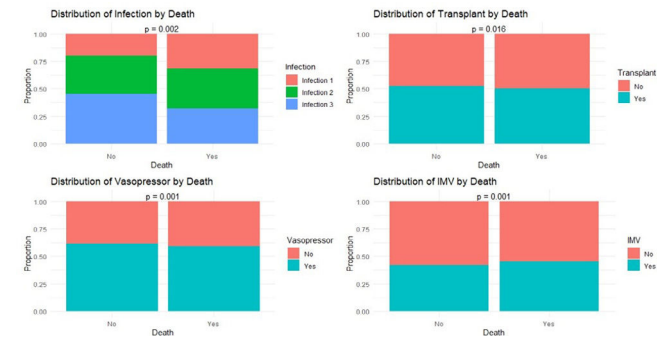 Distribution of Infection by Death
p = 0.002
1.00
0.75
0.50
0.25
0.00
Proportion
No Yes
Death
Infection
Infection 1
Infection 2
Infection 3
Distribution of Transplant by Death
p = 0.016
1.00
0.75
0.50
0.25
0.00
Proportion
No Yes
Death
Transplant
No
Yes
Distribution of Vasopressor by Death
p = 0.001
1.00
0.75
0.50
0.25
0.00
Proportion
No Yes
Death
Vasopressor
No
Yes
Distribution of IMV by Death
p = 0.001
1.00
0.75
0.50
0.25
0.00
Proportion
No Yes
Death
IMV
No
Yes